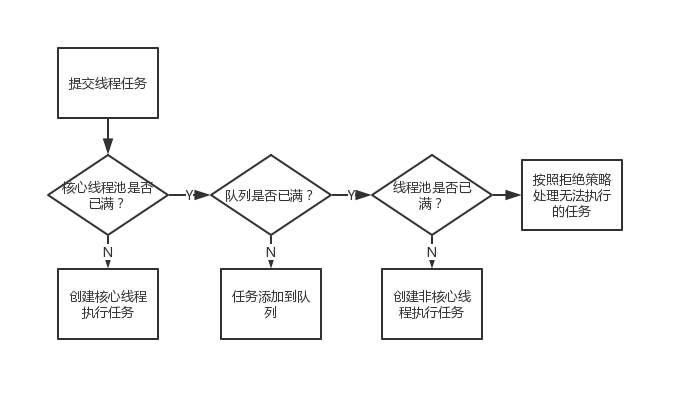 提交线程任务
核心线程池是否
已满？
Y
队列是否已满？
Y
线程池是否已
满？
按照拒绝策略
处理无法执行
的任务
N
N
N
创建核心线程
执行任务
任务添加到队
列
创建非核心线
程执行任务